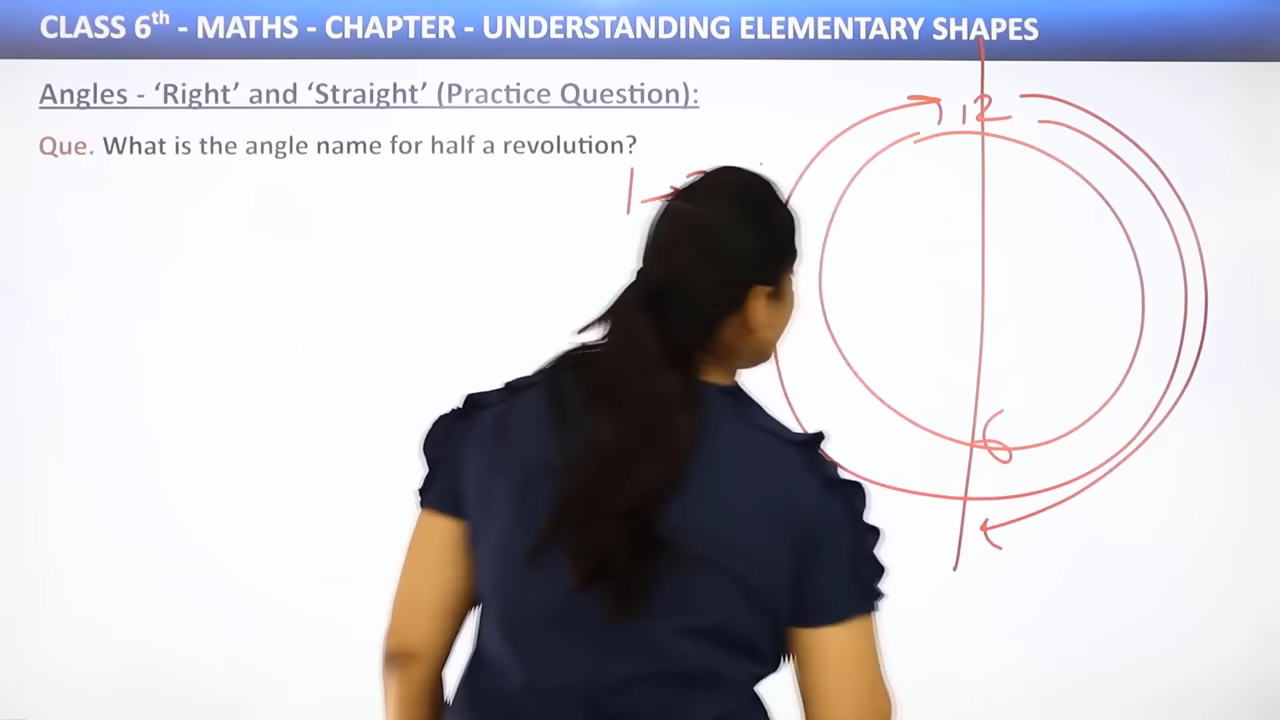 CLASS 6th - MATHS - CHAPTER - UNDERSTANDING ELEMENTARY SHAPES
Angles - ‘Right’ and ‘Straight’ (Practice Question):
Que. What is the angle name for half a revolution?
12
1 →
6